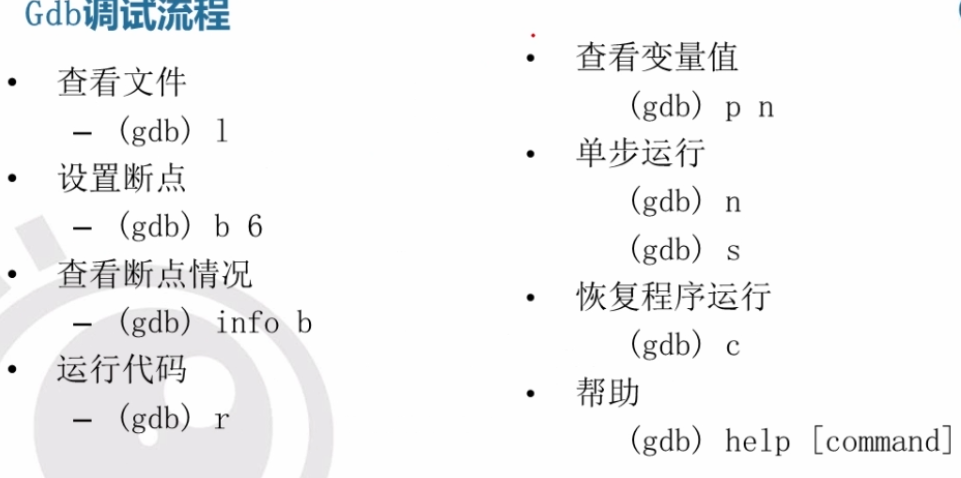 Gdb调试流程
• 查看文件
– (gdb) l
• 设置断点
– (gdb) b 6
• 查看断点情况
– (gdb) info b
• 运行代码
– (gdb) r
• 查看变量值
(gdb) p n
• 单步运行
(gdb) n
(gdb) s
• 恢复程序运行
(gdb) c
• 帮助
(gdb) help [command]